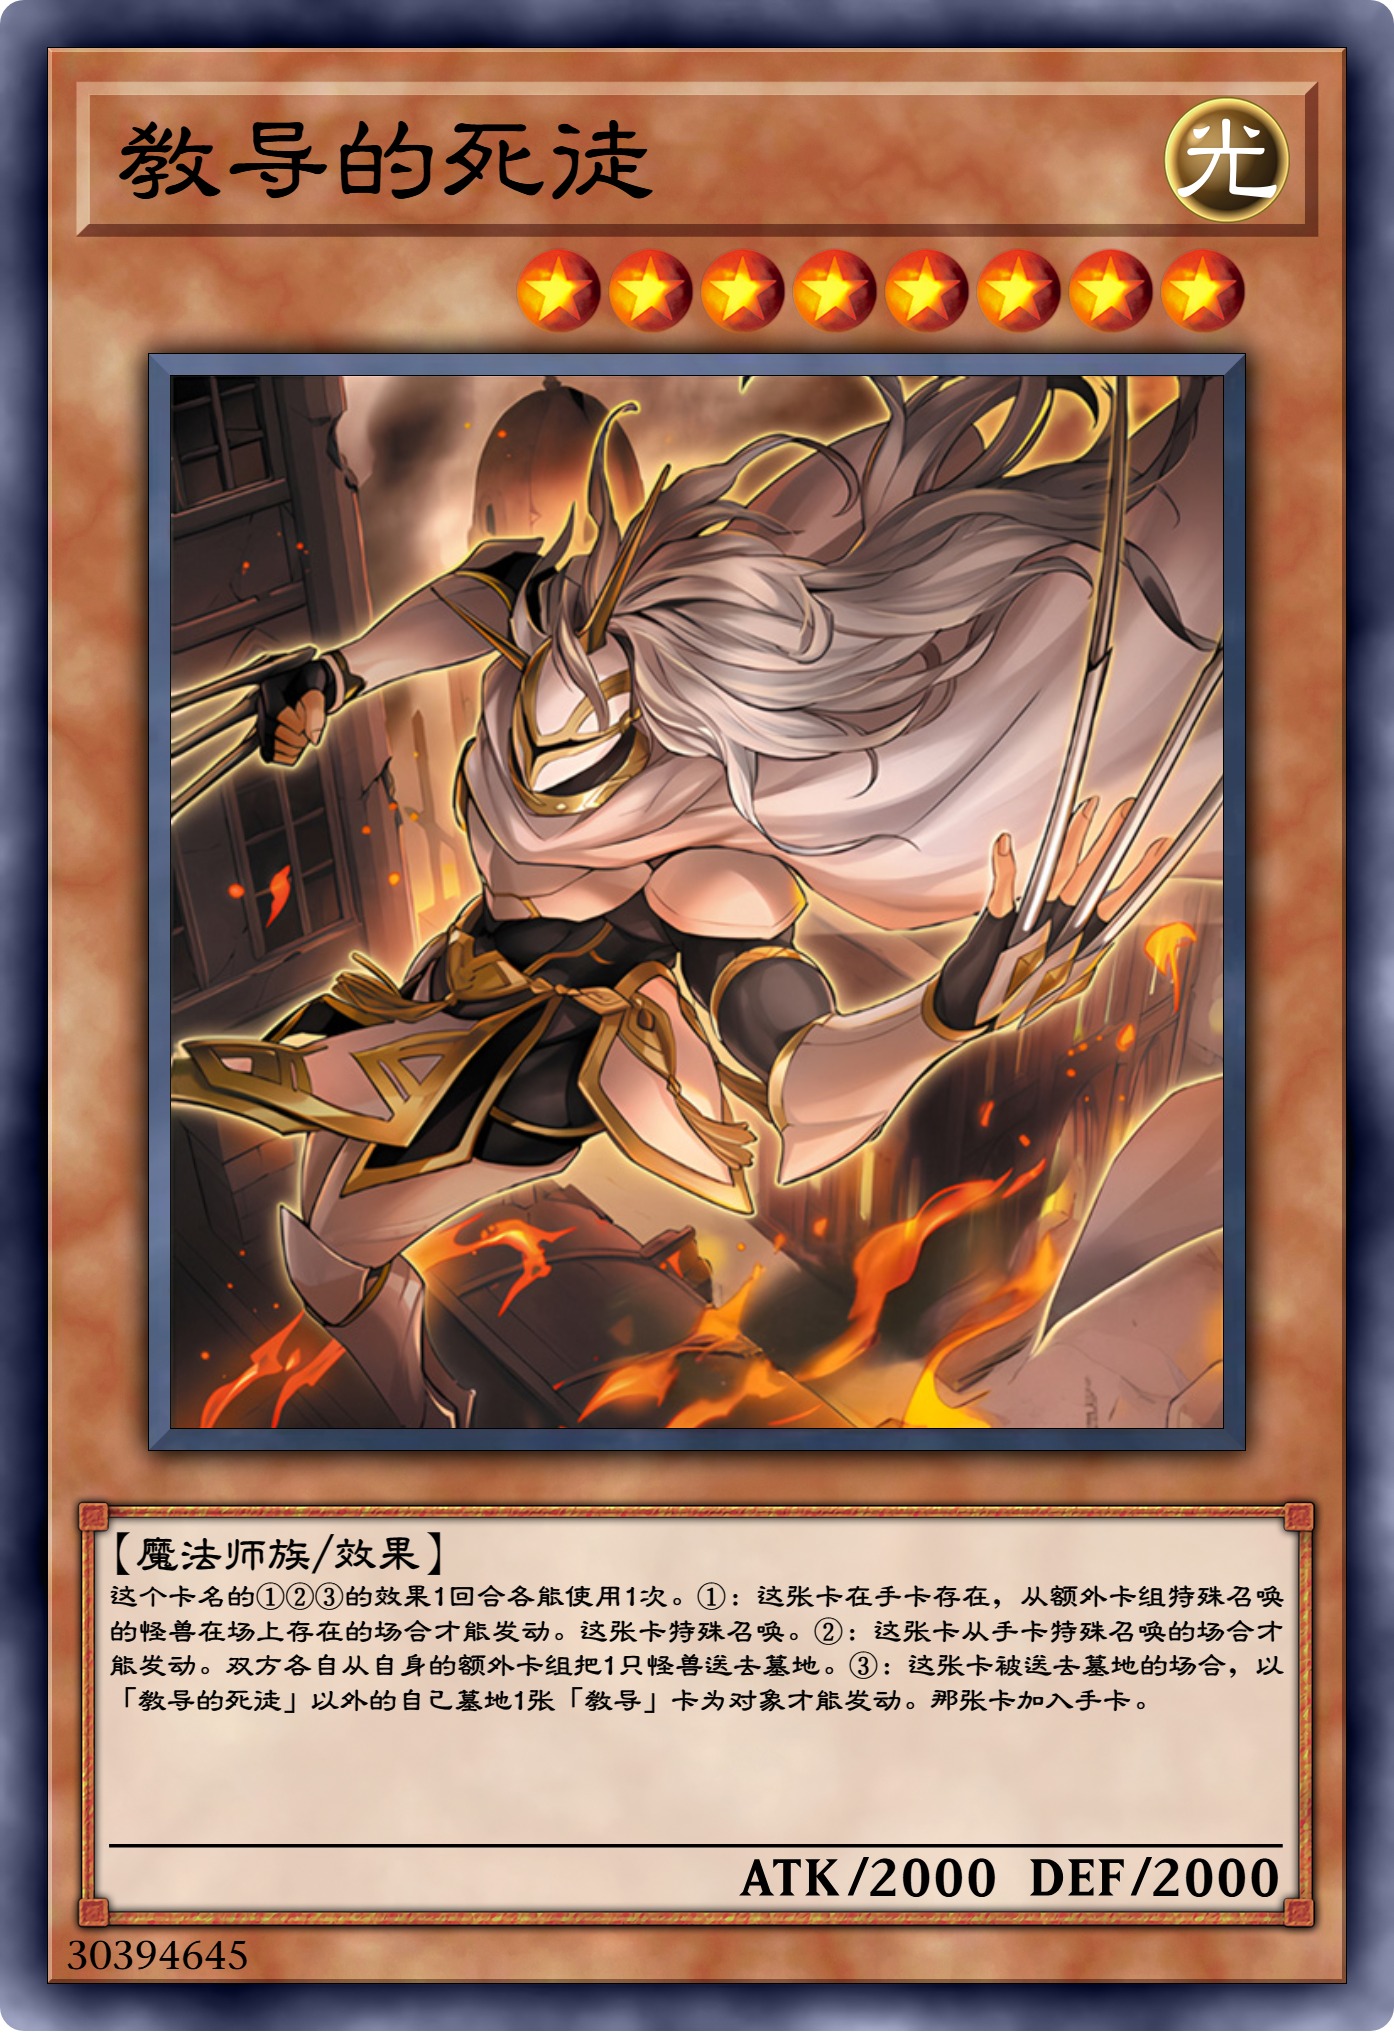 教导的死徒
光
【魔法师族/效果】
这个卡名的①②③的效果1回合各能使用1次。①：这张卡在手卡存在，从额外卡组特殊召唤
的怪兽在场上存在的场合才能发动。这张卡特殊召唤。②：这张卡从手卡特殊召唤的场合才
能发动。双方各自从自身的额外卡组把1只怪兽送去墓地。③：这张卡被送去墓地的场合，以
「教导的死徒」以外的自己墓地1张「教导」卡为对象才能发动。那张卡加入手卡。
ATK/2000 DEF/2000
30394645